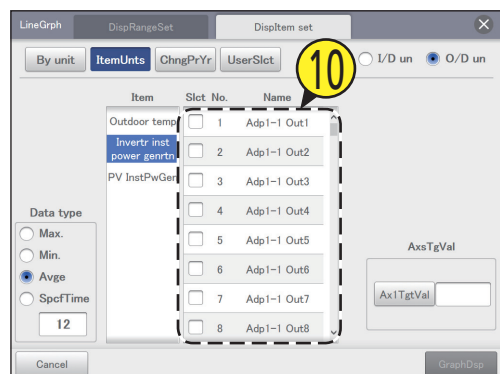 LineGrph DispRangeSet DispItem set
By unit ItemUnts ChngPrYr UserSlct I/D un O/D un
10
Item Slct No. Name
Outdoor temp 1 Adp1-1 Out1
Invertr inst
power genrtn 2 Adp1-1 Out2
PV InstPwGen 3 Adp1-1 Out3
4 Adp1-1 Out4
5 Adp1-1 Out5
6 Adp1-1 Out6
7 Adp1-1 Out7
8 Adp1-1 Out8
Data type
Max.
Min.
Avge
SpcfTime
12
AxsTgVal
Ax1TgtVal
Cancel GraphDsp